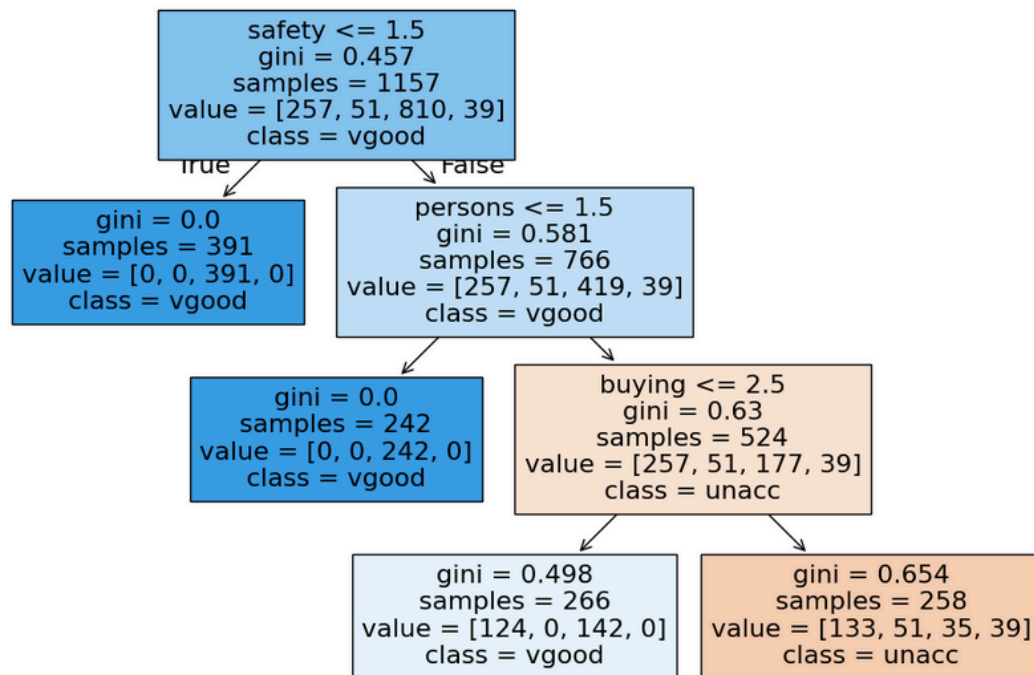 safety <= 1.5
gini = 0.457
samples = 1157
value = [257, 51, 810, 39]
class = vgood
True
False
gini = 0.0
samples = 391
value = [0, 0, 391, 0]
class = vgood
persons <= 1.5
gini = 0.581
samples = 766
value = [257, 51, 419, 39]
class = vgood
gini = 0.0
samples = 242
value = [0, 0, 242, 0]
class = vgood
buying <= 2.5
gini = 0.63
samples = 524
value = [257, 51, 177, 39]
class = unacc
gini = 0.498
samples = 266
value = [124, 0, 142, 0]
class = vgood
gini = 0.654
samples = 258
value = [133, 51, 35, 39]
class = unacc